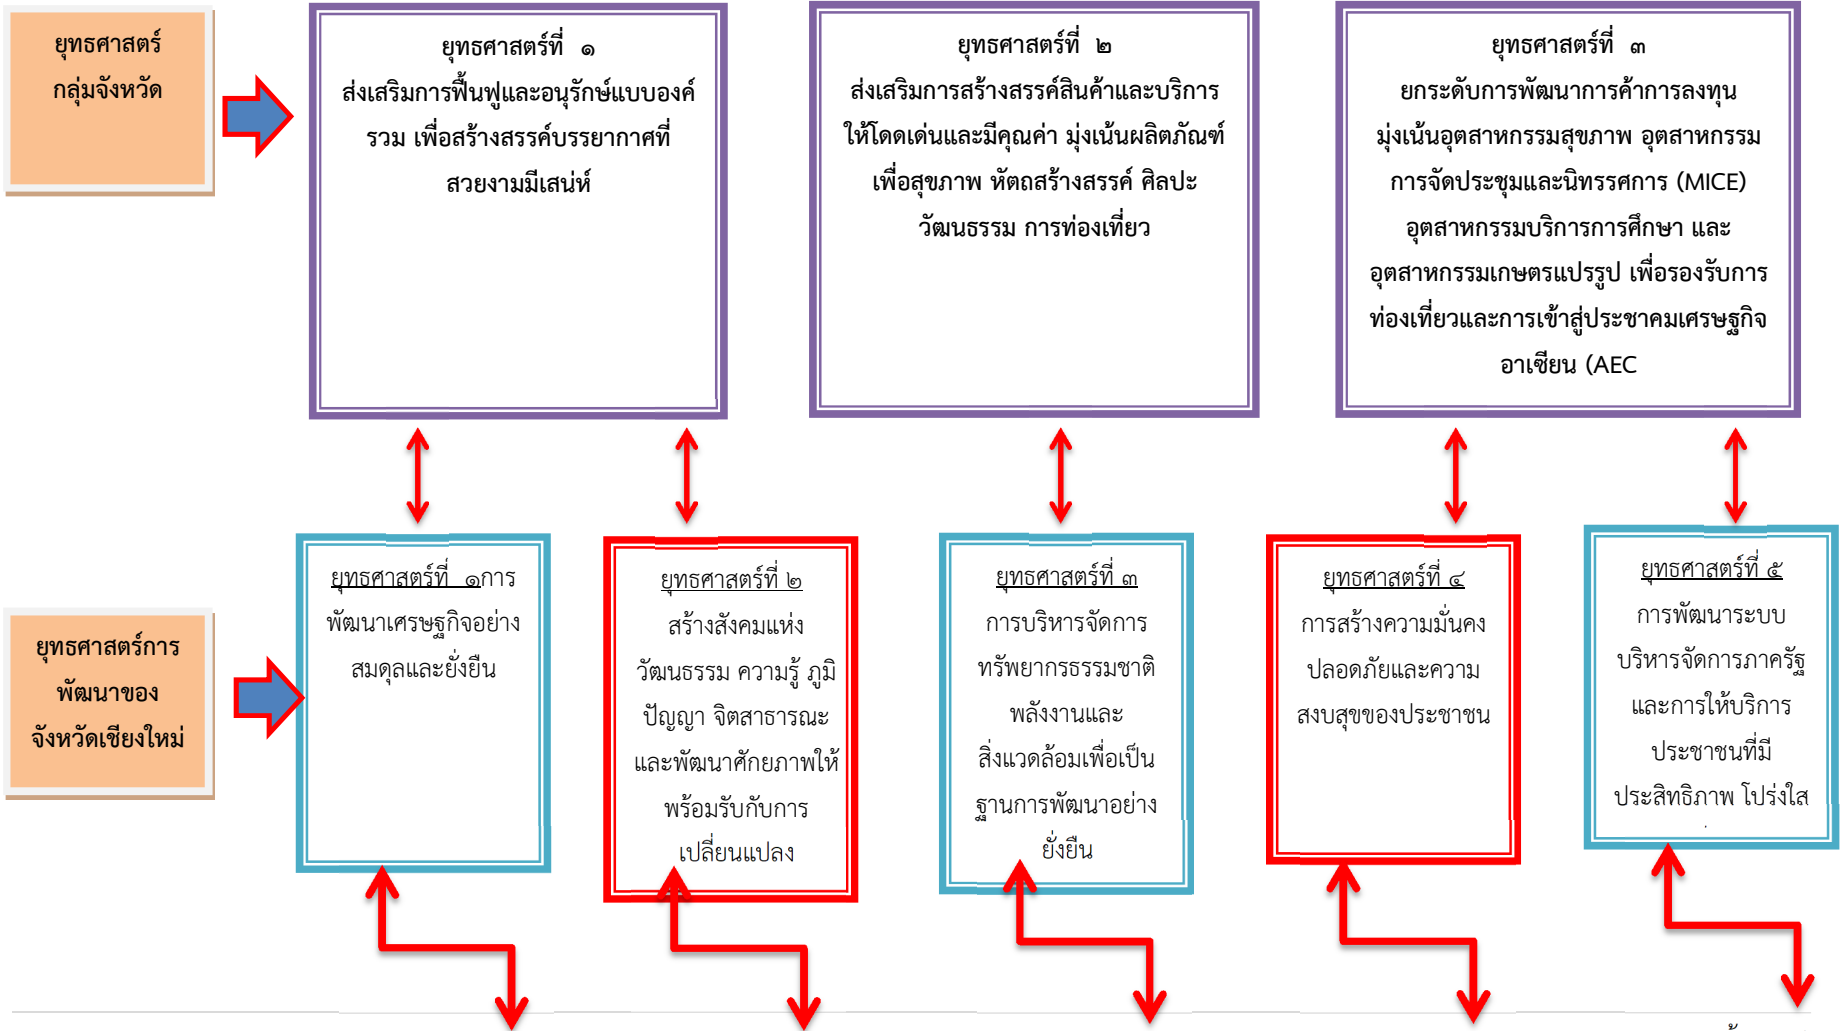 ยุทธศาสตร์
กลุ่มจังหวัด
ยุทธศาสตร์ที่ ๑
ส่งเสริมการฟื้นฟูและอนุรักษ์แบบองค์
รวม เพื่อสร้างสรรค์บรรยากาศที่
สวยงามมีเสน่ห์
ยุทธศาสตร์ที่ ๒
ส่งเสริมการสร้างสรรค์สินค้าและบริการ
ให้โดดเด่นและมีคุณค่า มุ่งเน้นผลิตภัณฑ์
เพื่อสุขภาพ หัตถสร้างสรรค์ ศิลปะ
วัฒนธรรม การท่องเที่ยว
ยุทธศาสตร์ที่ ๓
ยกระดับการพัฒนาการค้าการลงทุน
มุ่งเน้นอุตสาหกรรมสุขภาพ อุตสาหกรรม
การจัดประชุมและนิทรรศการ (MICE)
อุตสาหกรรมบริการการศึกษา และ
อุตสาหกรรมเกษตรแปรรูป เพื่อรองรับการ
ท่องเที่ยวและการเข้าสู่ประชาคมเศรษฐกิจ
อาเซียน (AEC
ยุทธศาสตร์การ
พัฒนาของ
จังหวัดเชียงใหม่
ยุทธศาสตร์ที่ ๑การ
พัฒนาเศรษฐกิจอย่าง
สมดุลและยั่งยืน
ยุทธศาสตร์ที่ ๒
สร้างสังคมแห่ง
วัฒนธรรม ความรู้ ภูมิ
ปัญญา จิตสาธารณะ
และพัฒนาศักยภาพให้
พร้อมรับกับการ
เปลี่ยนแปลง
ยุทธศาสตร์ที่ ๓
การบริหารจัดการ
ทรัพยากรธรรมชาติ
พลังงานและ
สิ่งแวดล้อมเพื่อเป็น
ฐานการพัฒนาอย่าง
ยั่งยืน
ยุทธศาสตร์ที่ ๔
การสร้างความมั่นคง
ปลอดภัยและความ
สงบสุขของประชาชน
ยุทธศาสตร์ที่ ๕
การพัฒนาระบบ
บริหารจัดการภาครัฐ
และการให้บริการ
ประชาชนที่มี
ประสิทธิภาพ โปร่งใส